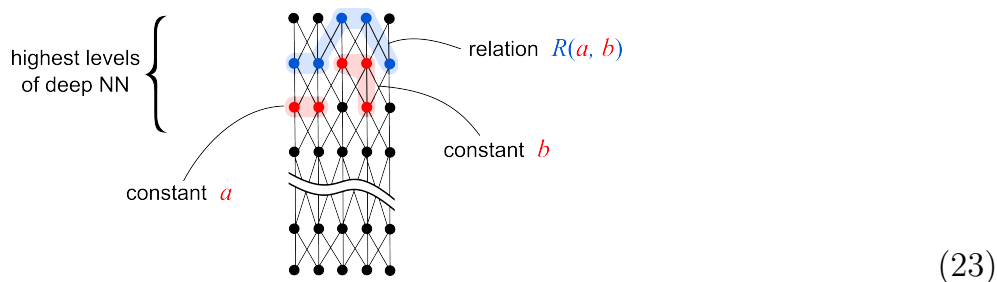 highest levels
of deep NN
relation R(a, b)
constant b
constant a
(23)